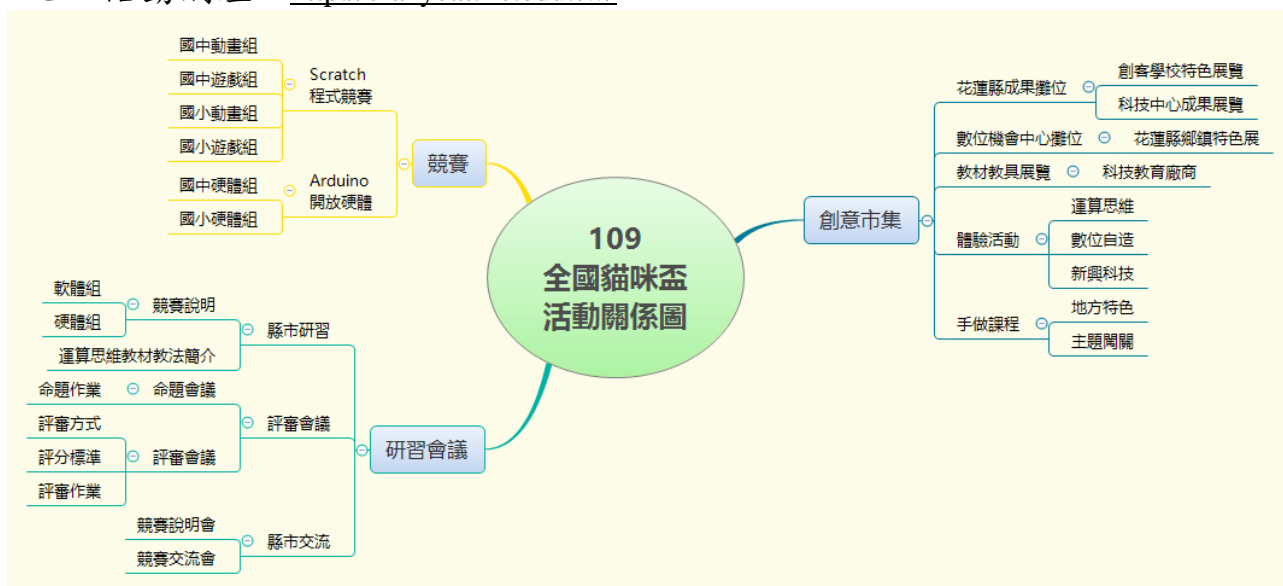 國中動畫組
國中遊戲組
國小動畫組
國小遊戲組
Scratch
程式競賽
國中硬體組
國小硬體組
Arduino
開放硬體
競賽
109
全國貓咪盃
活動關係圖
創意市集
花蓮縣成果攤位
創客學校特色展覽
科技中心成果展覽
數位機會中心攤位
花蓮縣鄉鎮特色展
教材教具展覽
科技教育廠商
體驗活動
運算思維
數位自造
新興科技
手做課程
地方特色
主題闖關
軟體組
硬體組
競賽說明
運算思維教材教法簡介
縣市研習
命題作業
命題會議
評審方式
評分標準
評審作業
評審會議
評審會議
競賽說明會
競賽交流會
縣市交流
研習會議